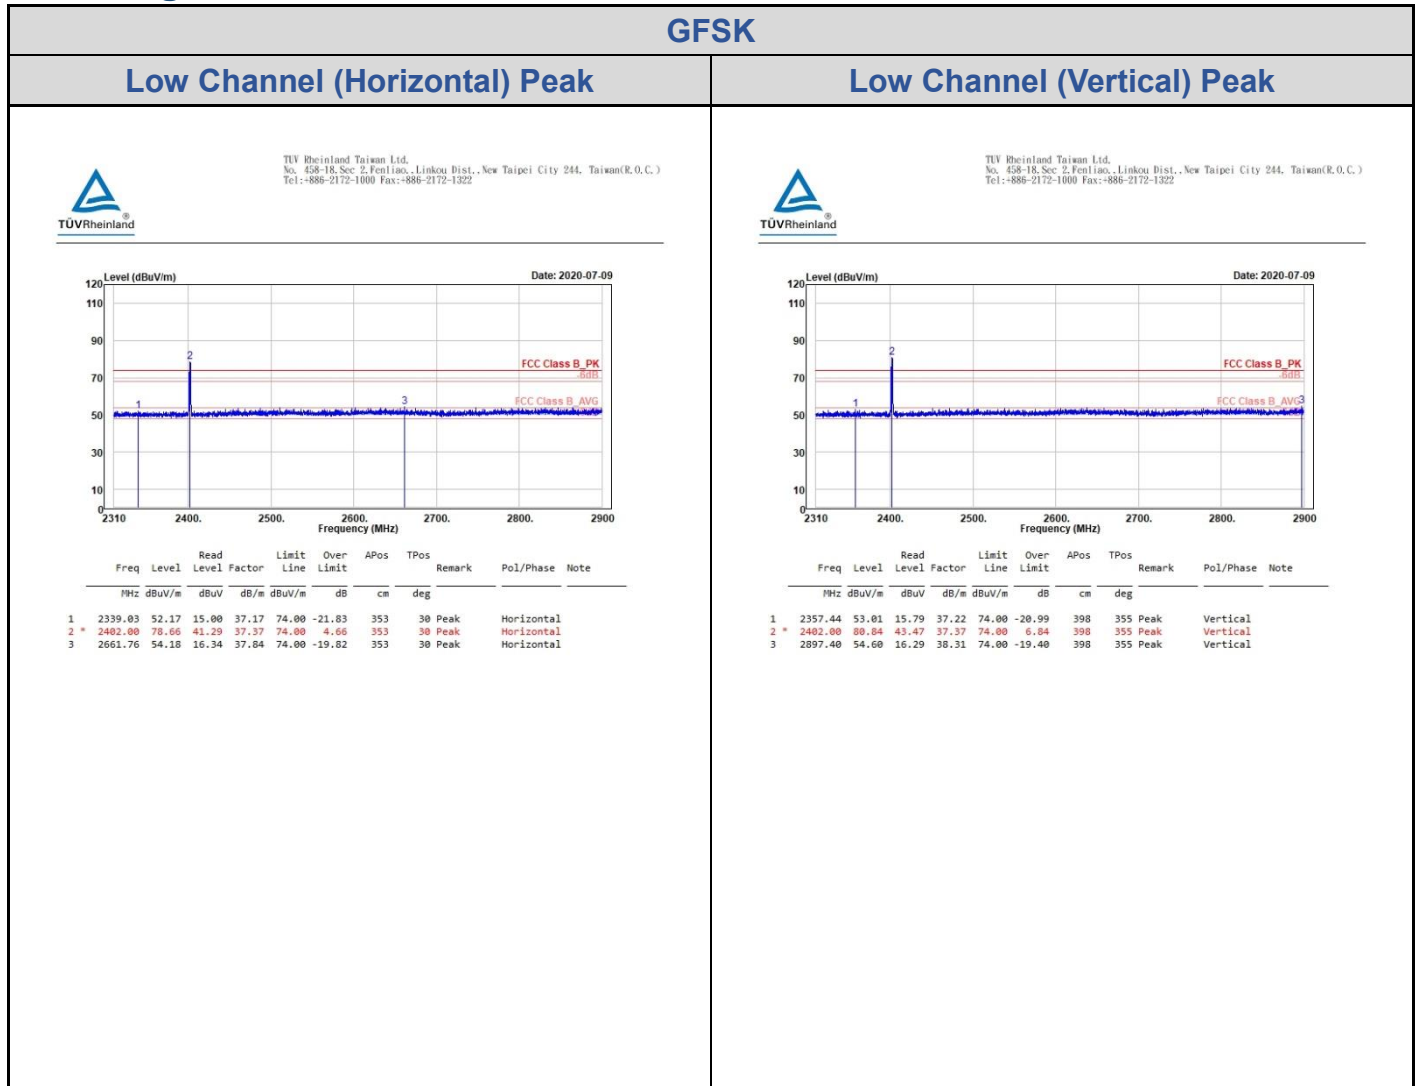 GFSK
Low Channel (Horizontal) Peak
Low Channel (Vertical) Peak
TUV Rheinland Taiwan Ltd.
No. 458-18.Sec 2.Fenliao..Linkou Dist..New Taipei City 244. Taiwan(R.O.C.)
Tel:+886-2172-1000 Fax:+886-2172-1322
TÜVRheinland®
Level (dBuV/m)
Date: 2020-07-09
120
110
90
70
50
30
10
0
1
2
3
FCC Class B_PK
-6dB
FCC Class B_AVG
2310 2400. 2500. 2600. 2700. 2800. 2900
Frequency (MHz)
Read Limit Over APos TPos
Freq Level Level Factor Line Limit Remark Pol/Phase Note
MHz dBuV/m dBuV dB/m dBuV/m dB cm deg
1 2339.03 52.17 15.00 37.17 74.00 -21.83 353 30 Peak Horizontal
2 * 2402.00 78.66 41.29 37.37 74.00 4.66 353 30 Peak Horizontal
3 2661.76 54.18 16.34 37.84 74.00 -19.82 353 30 Peak Horizontal
TUV Rheinland Taiwan Ltd.
No. 458-18.Sec 2.Fenliao..Linkou Dist..New Taipei City 244. Taiwan(R.O.C.)
Tel:+886-2172-1000 Fax:+886-2172-1322
TÜVRheinland®
Level (dBuV/m)
Date: 2020-07-09
120
110
90
70
50
30
10
0
1
2
3
FCC Class B_PK
-6dB
FCC Class B_AVG
2310 2400. 2500. 2600. 2700. 2800. 2900
Frequency (MHz)
Read Limit Over APos TPos
Freq Level Level Factor Line Limit Remark Pol/Phase Note
MHz dBuV/m dBuV dB/m dBuV/m dB cm deg
1 2357.44 53.01 15.79 37.22 74.00 -20.99 398 355 Peak Vertical
2 * 2402.00 80.84 43.47 37.37 74.00 6.84 398 355 Peak Vertical
3 2897.40 54.60 16.29 38.31 74.00 -19.40 398 355 Peak Vertical